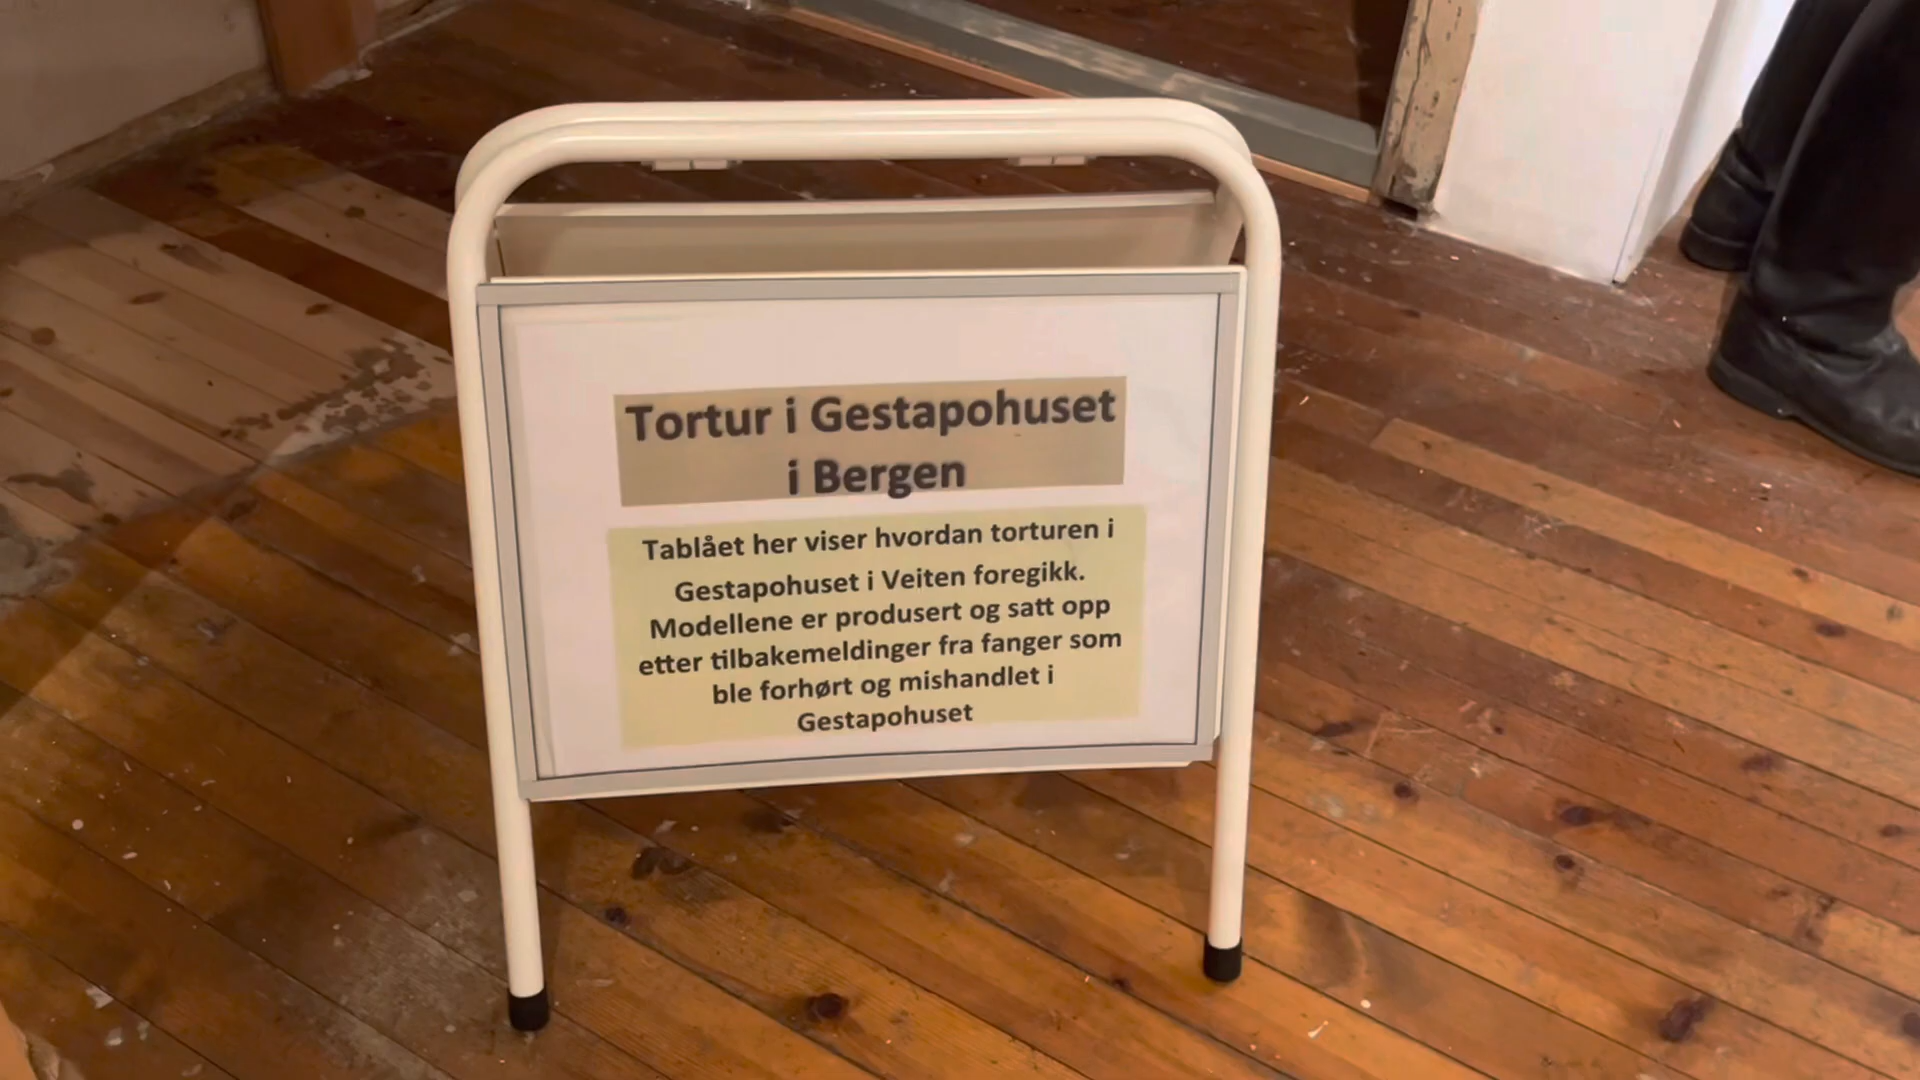 Tortur i Gestapohuset
i Bergen
Tablået her viser hvordan torturen i
Gestapohuset i Veiten foregikk.
Modellene er produsert og satt opp
etter tilbakemeldinger fra fanger som
ble forhørt og mishandlet i
Gestapohuset